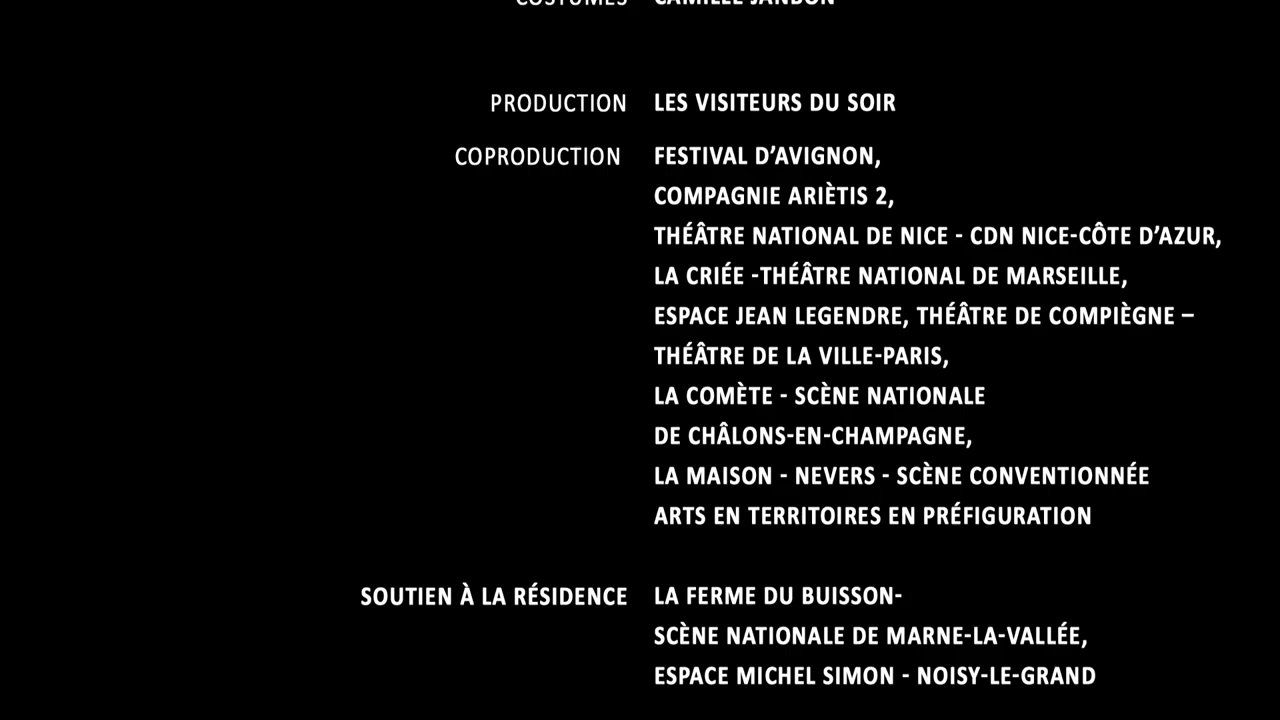 COSTUMES CAMILLE JANBON
PRODUCTION LES VISITEURS DU SOIR
COPRODUCTION FESTIVAL D’AVIGNON,
COMPAGNIE ARIÈTIS 2,
THÉÂTRE NATIONAL DE NICE - CDN NICE-CÔTE D’AZUR,
LA CRIÉE -THÉÂTRE NATIONAL DE MARSEILLE,
ESPACE JEAN LEGENDRE, THÉÂTRE DE COMPIÈGNE –
THÉÂTRE DE LA VILLE-PARIS,
LA COMÈTE - SCÈNE NATIONALE
DE CHÂLONS-EN-CHAMPAGNE,
LA MAISON - NEVERS - SCÈNE CONVENTIONNÉE
ARTS EN TERRITOIRES EN PRÉFIGURATION
SOUTIEN À LA RÉSIDENCE LA FERME DU BUISSON-
SCÈNE NATIONALE DE MARNE-LA-VALLÉE,
ESPACE MICHEL SIMON - NOISY-LE-GRAND